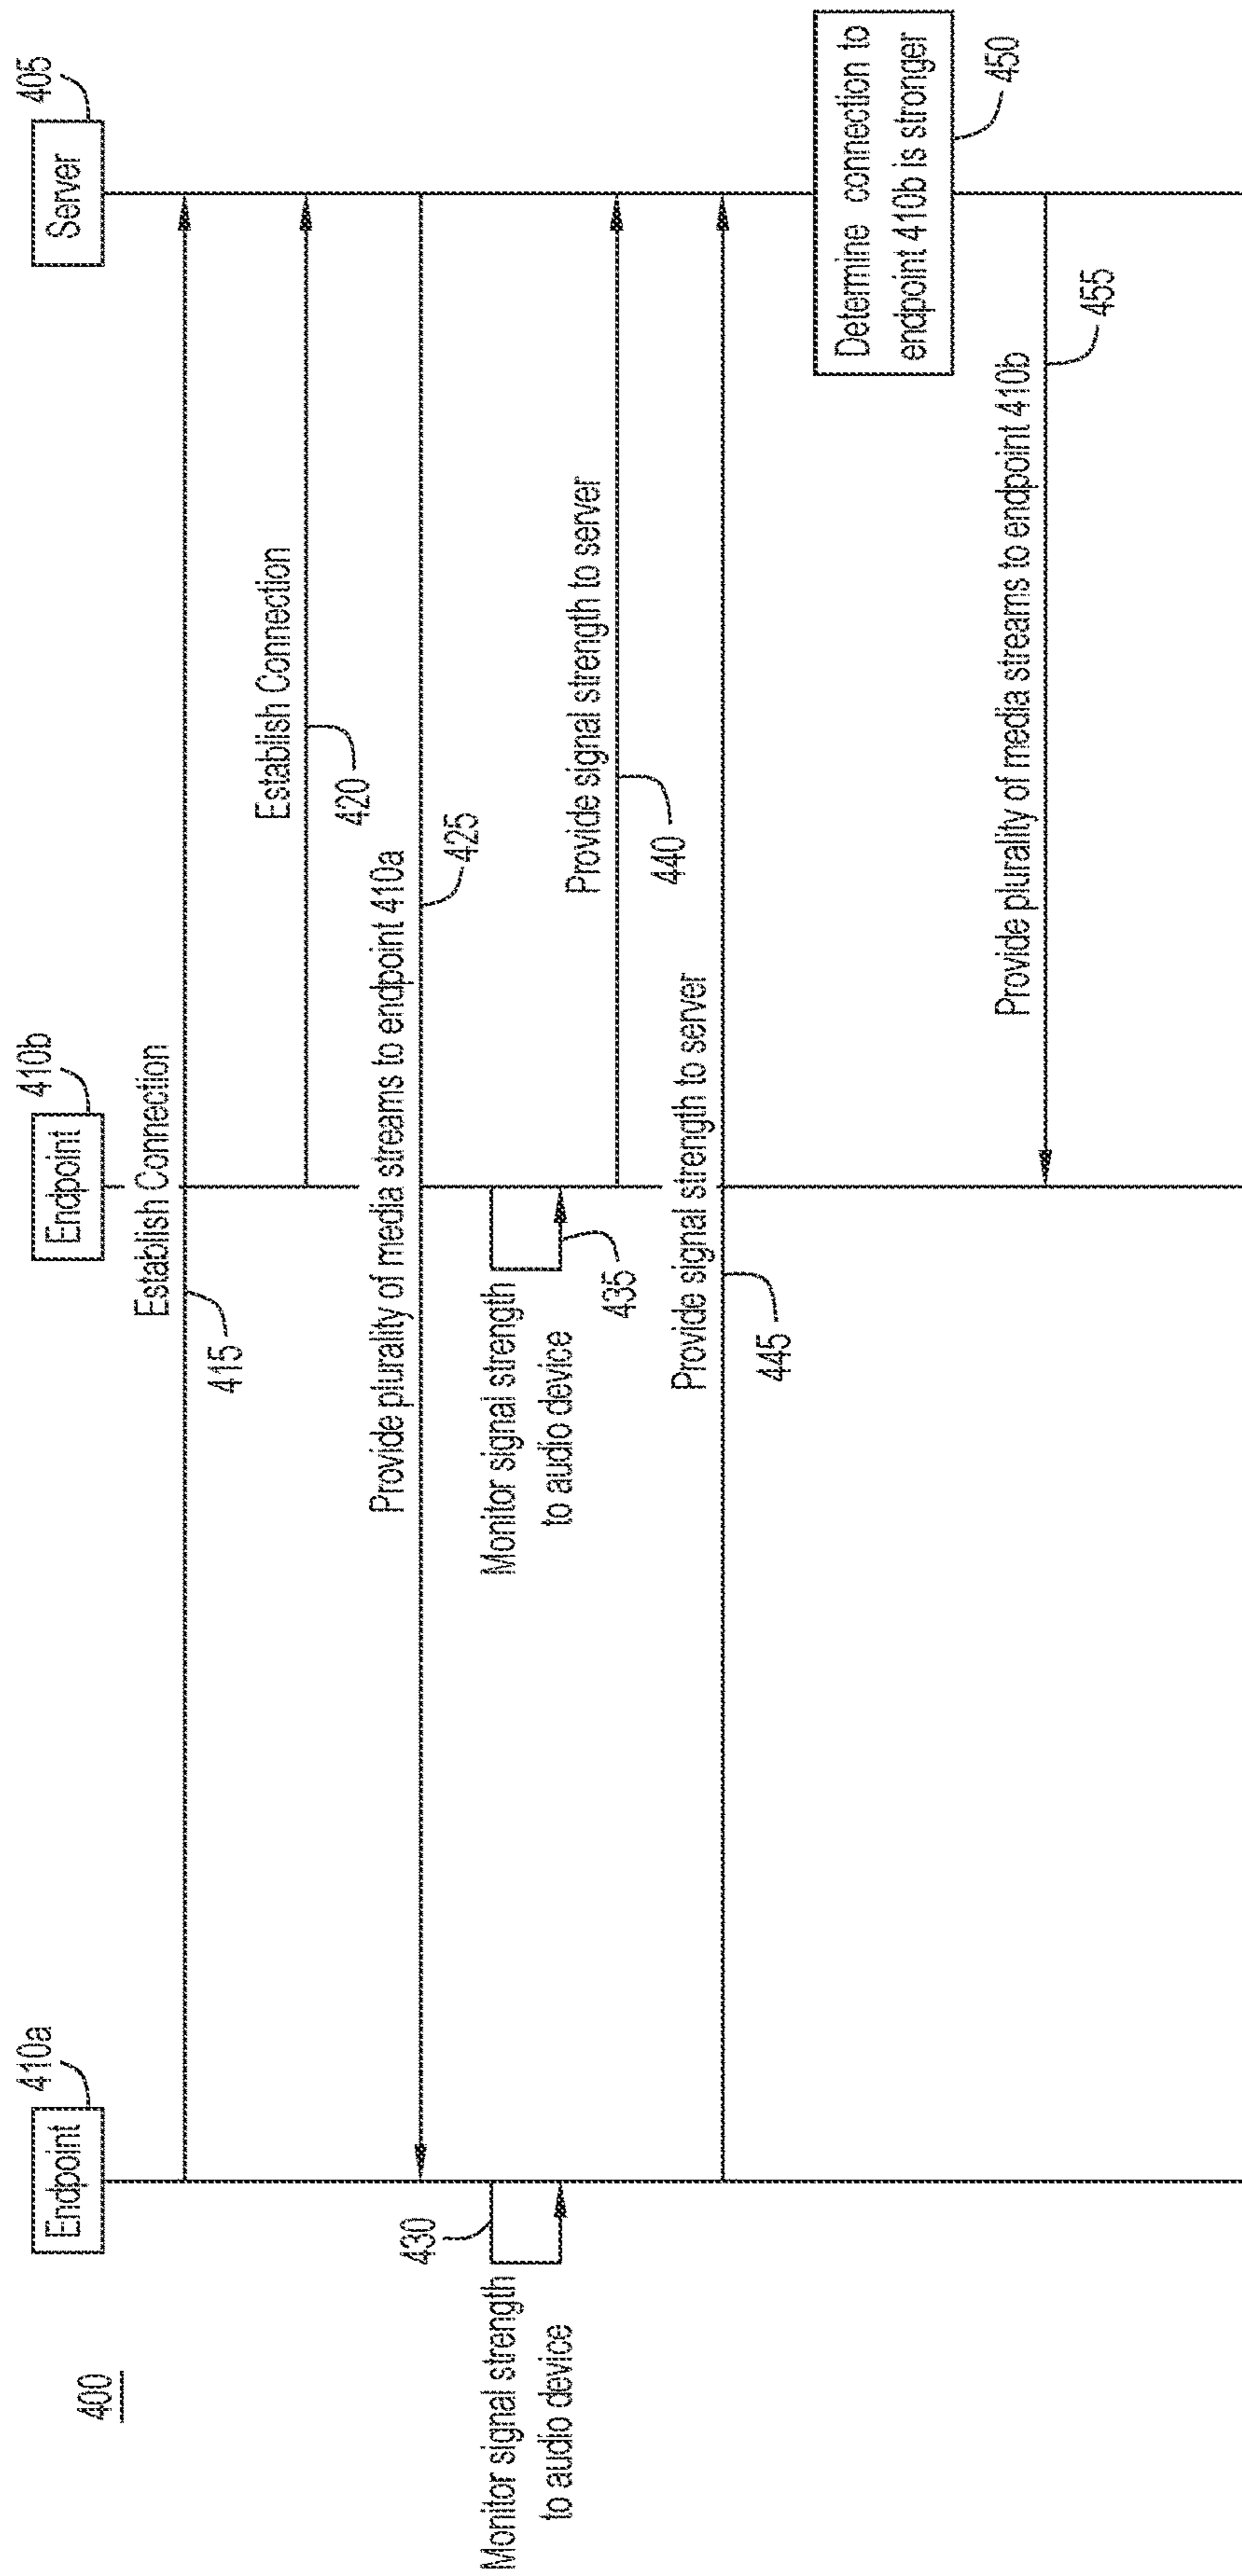 400
Endpoint
410a
Endpoint
410b
Server
405
Establish Connection
415
Establish Connection
420
Provide plurality of media streams to endpoint 410a
425
430
Monitor signal strength
to audio device
Monitor signal strength
to audio device
435
Provide signal strength to server
440
Provide signal strength to server
445
Determine connection to
endpoint 410b is stronger
450
Provide plurality of media streams to endpoint 410b
455